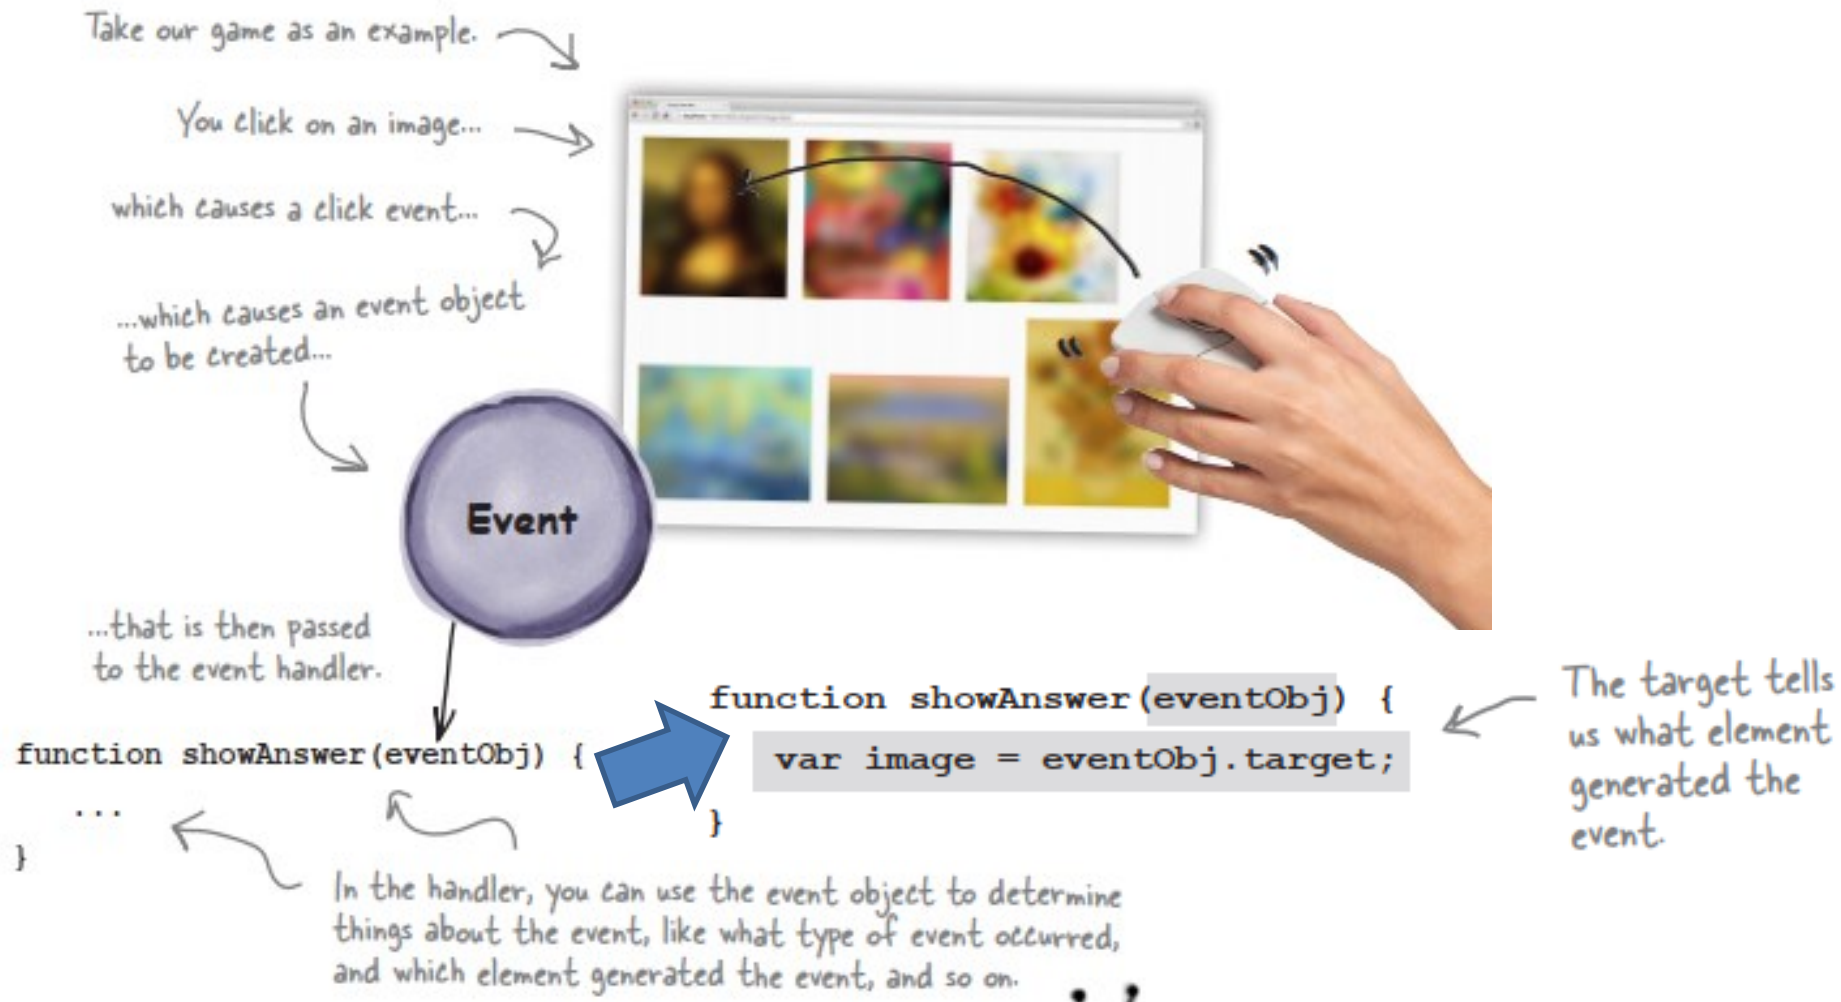 Take our game as an example.
You click on an image...
which causes a click event...
...which causes an event object
to be created...
Event
...that is then passed
to the event handler.
function showAnswer(eventObj) {
...
}
function showAnswer(eventObj) {
var image = eventObj.target;
}
The target tells
us what element
generated the
event.
In the handler, you can use the event object to determine
things about the event, like what type of event occurred,
and which element generated the event, and so on.